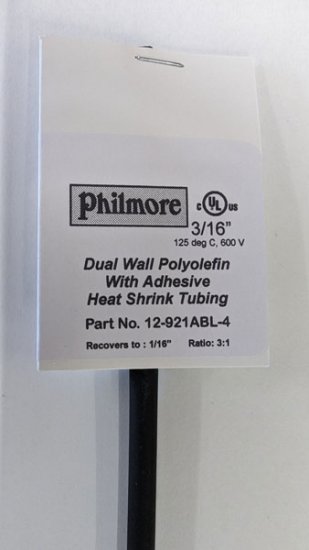 Philmore
c UL us
3/16"
125 deg C, 600 V
Dual Wall Polyolefin
With Adhesive
Heat Shrink Tubing
Part No. 12-921ABL-4
Recovers to : 1/16" Ratio: 3:1